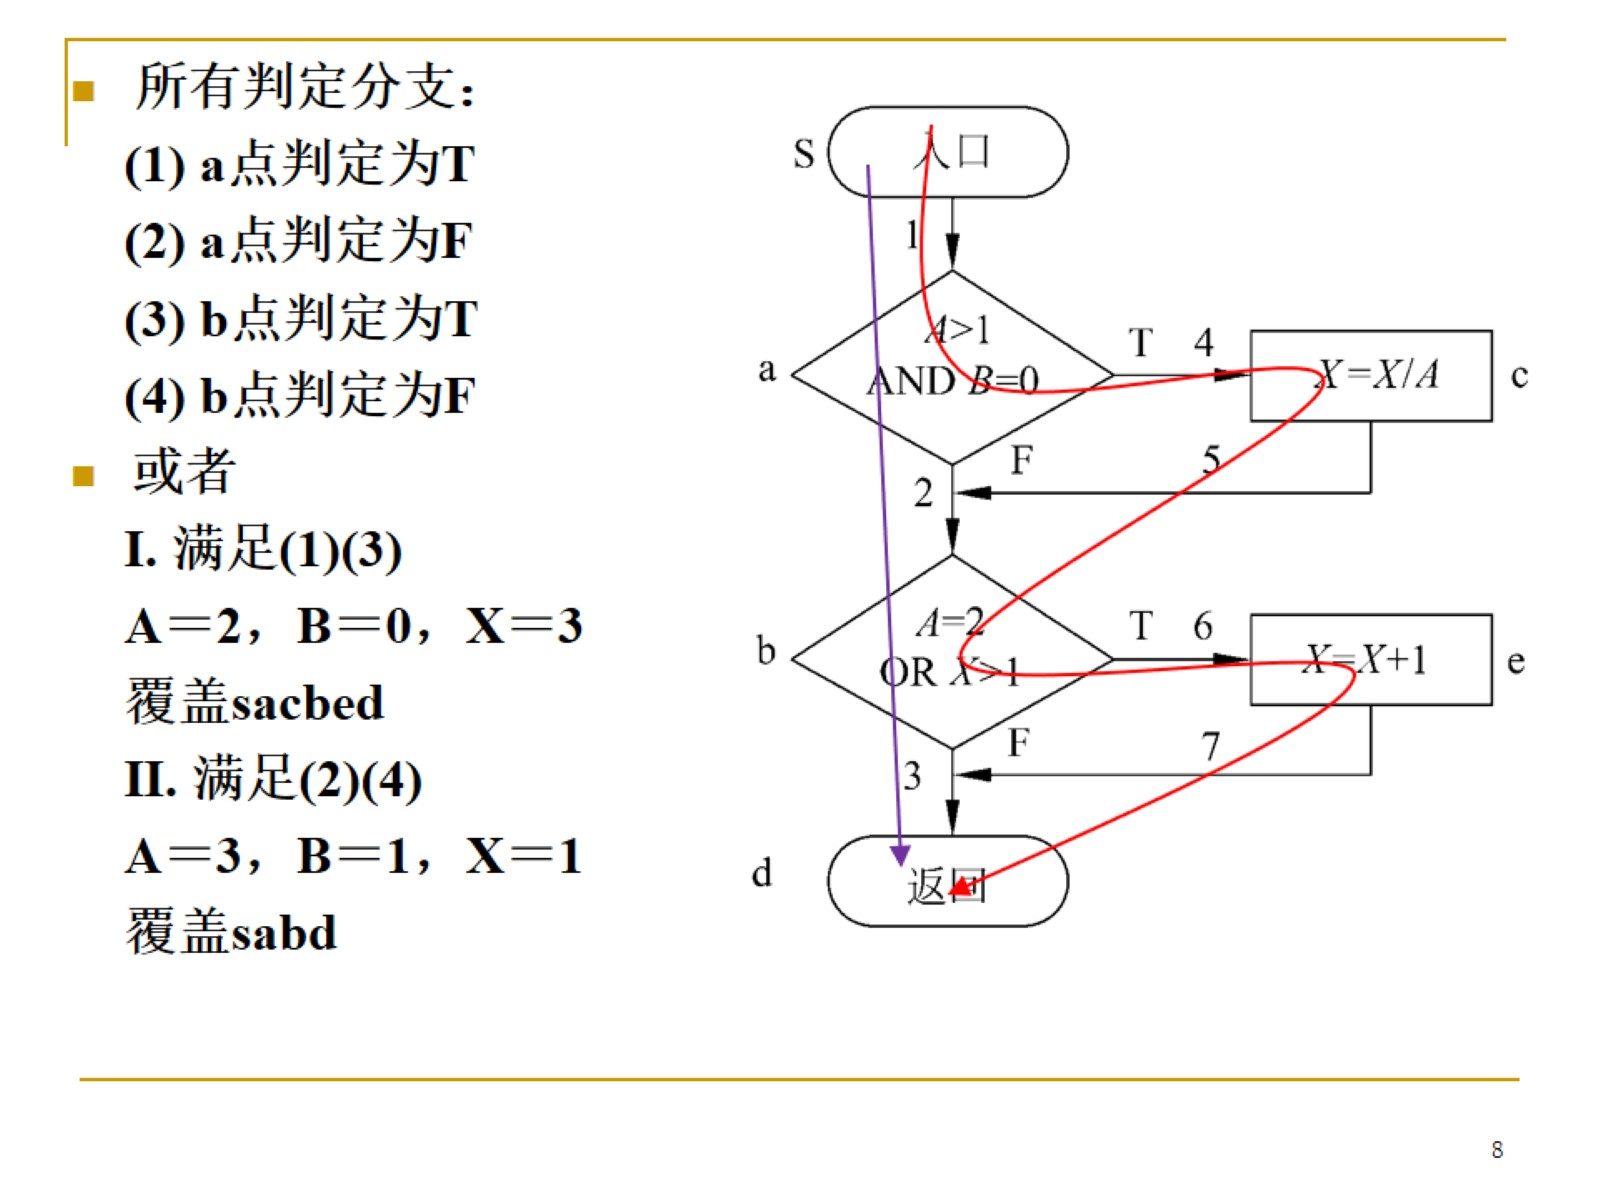 所有判定分支：
(1) a点判定为T
(2) a点判定为F
(3) b点判定为T
(4) b点判定为F
或者
I. 满足(1)(3)
A＝2，B＝0，X＝3
覆盖sacbed
II. 满足(2)(4)
A＝3，B＝1，X＝1
覆盖sabd
S
入口
1
a
A>1
AND B=0
T 4
X=X/A
c
F
5
2
b
A=2
OR X>1
T 6
X=X+1
e
F
7
3
d
返回
8